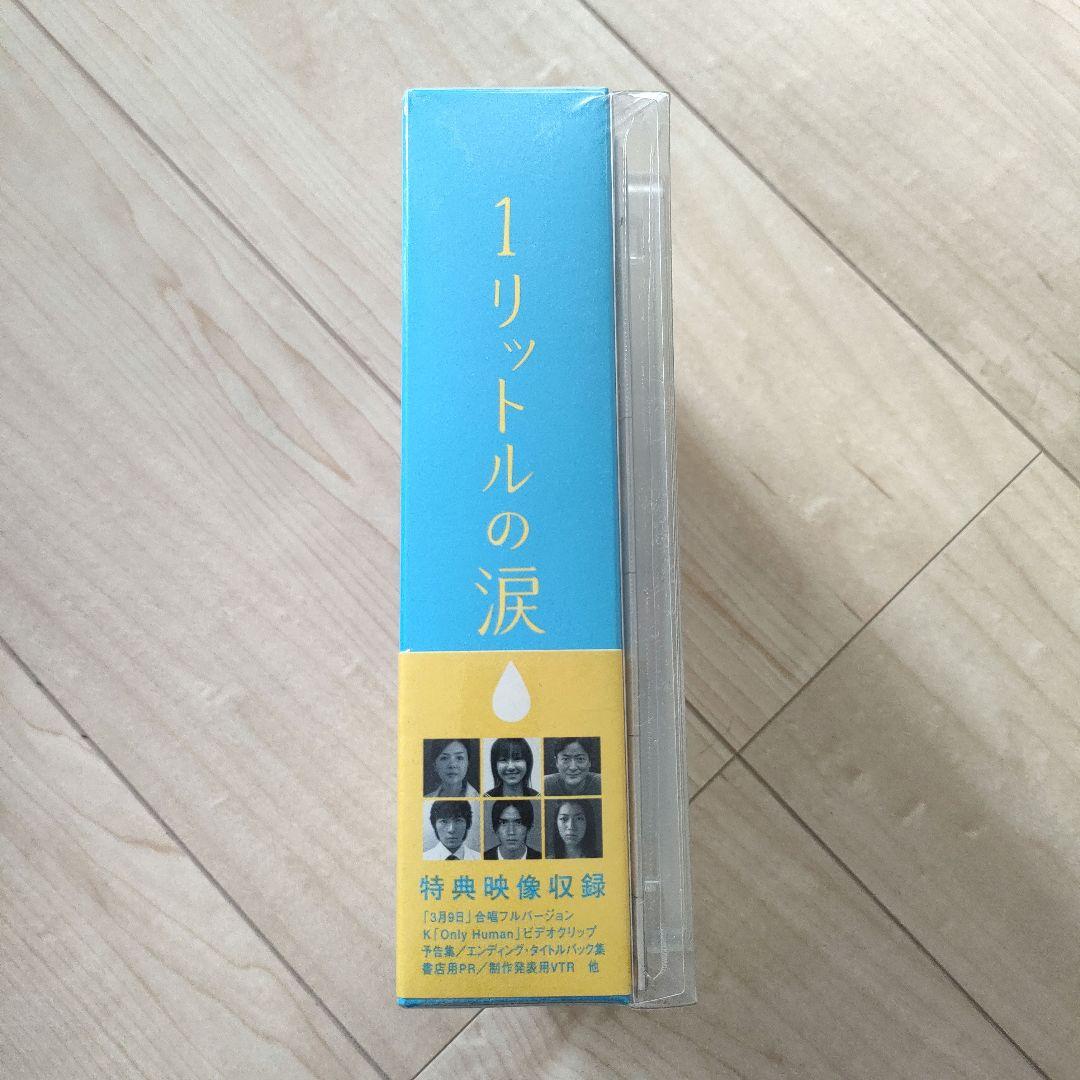 1リットルの涙
特典映像収録
「3月9日」合唱フルバージョン
K「Only Human」ビデオクリップ
予告集／エンディング・タイトルバック集
書店用PR／制作発表用VTR 他